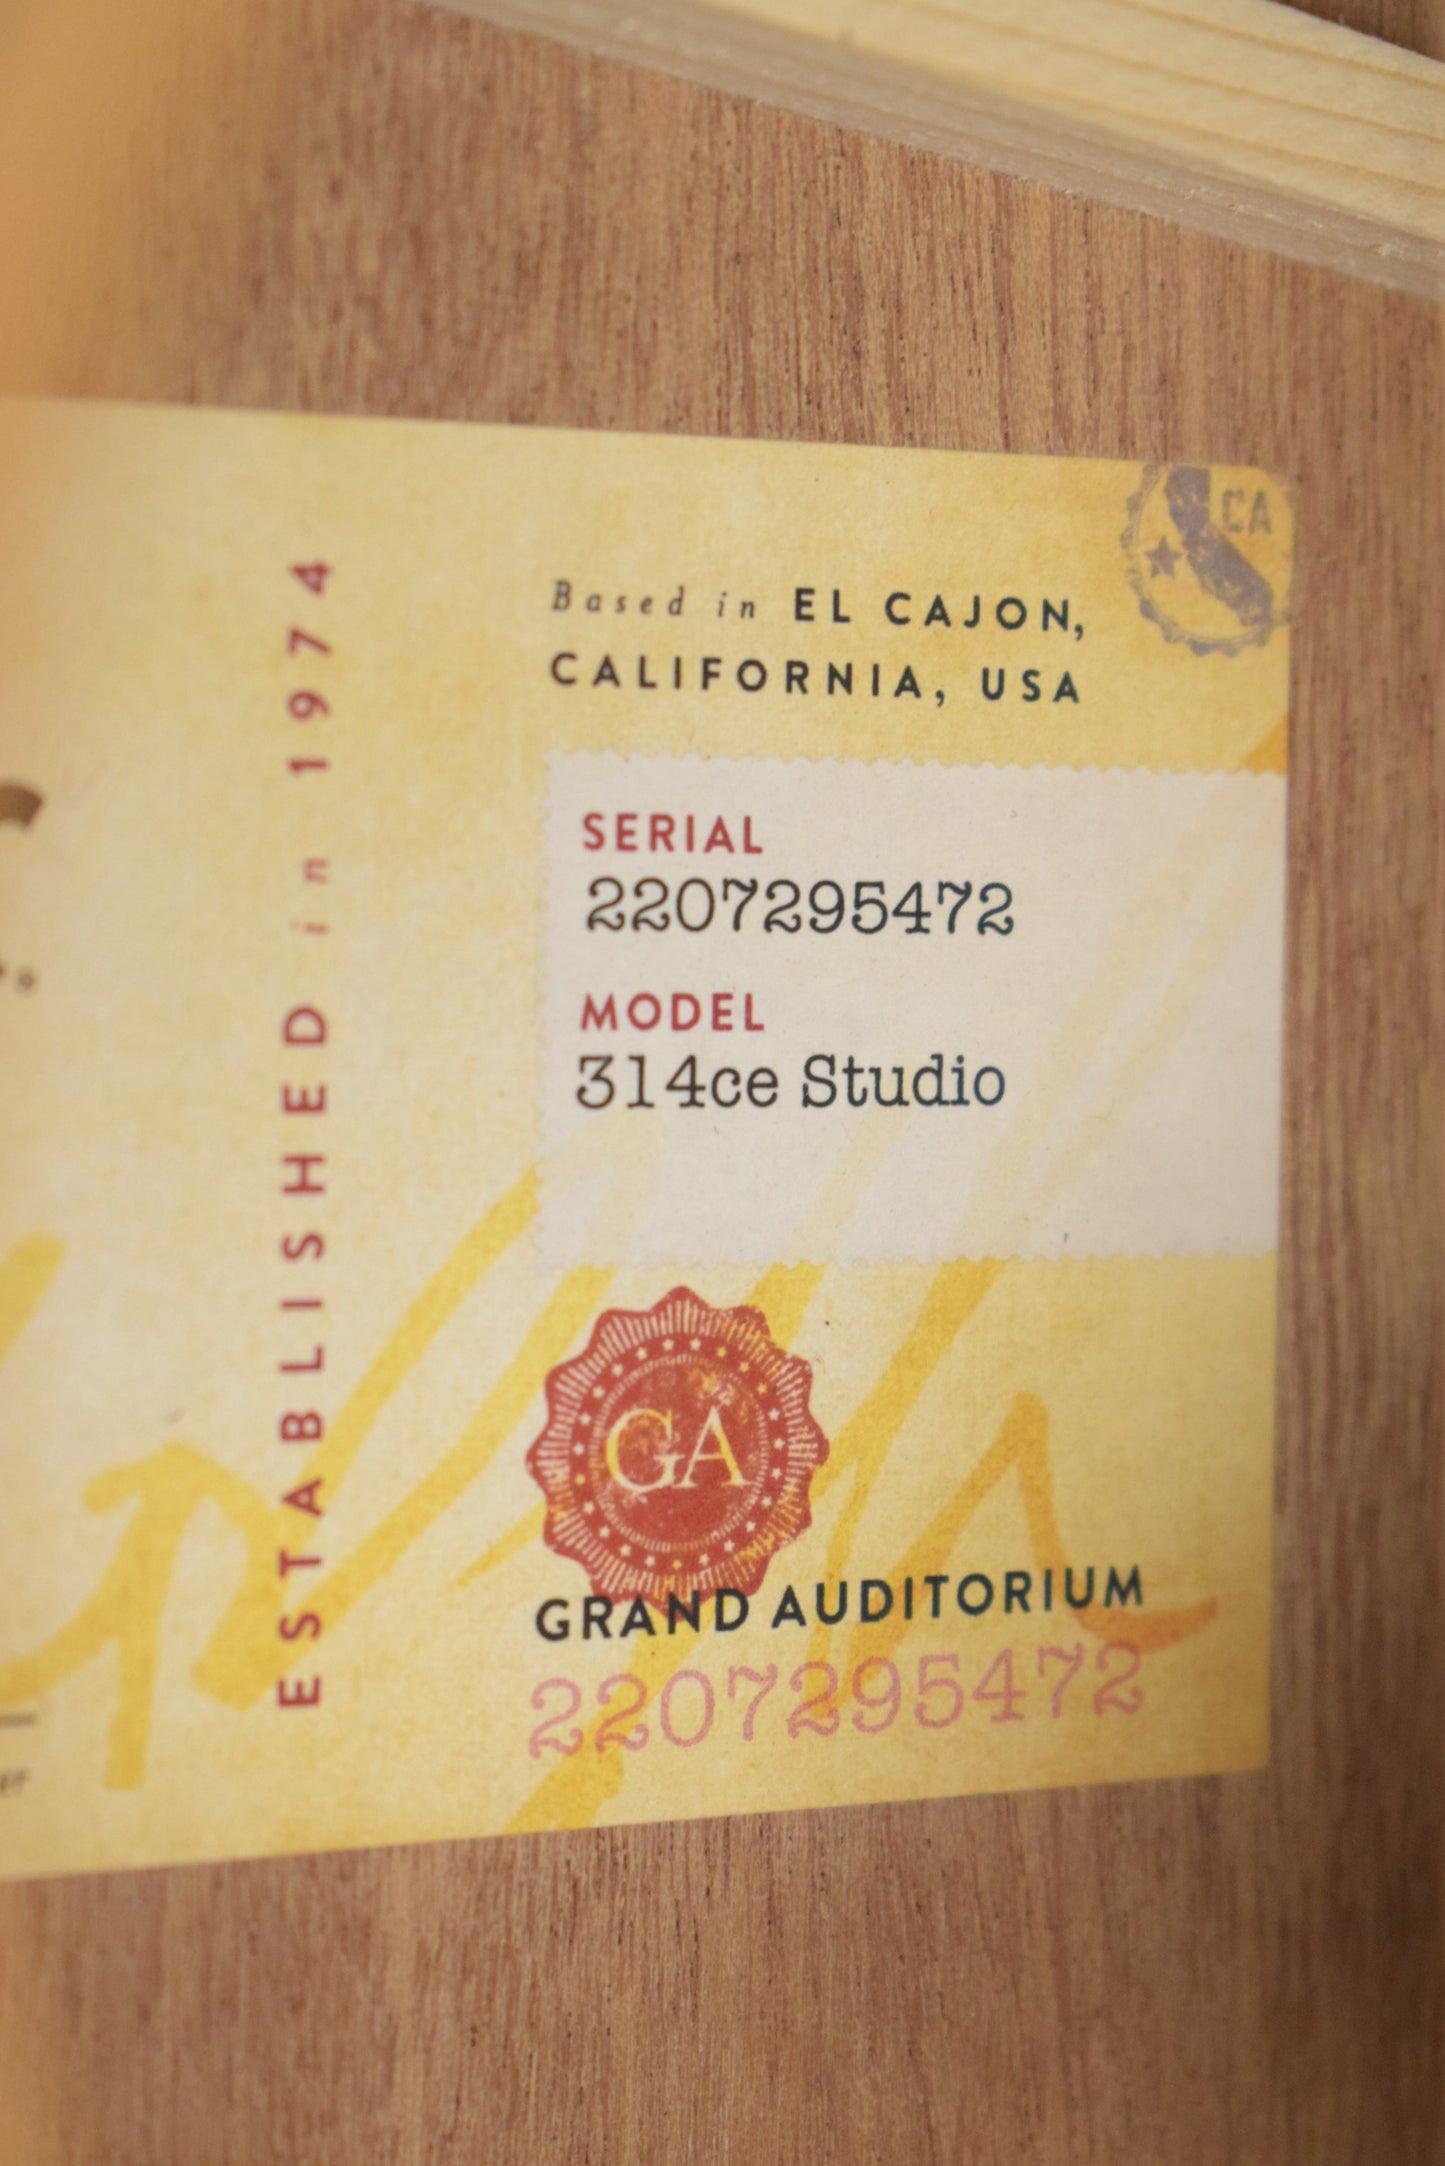 CA
Based in EL CAJON,
CALIFORNIA, USA
ESTABLISHED in 1974
SERIAL
2207295472
MODEL
314ce Studio
GA
GRAND AUDITORIUM
2207295472